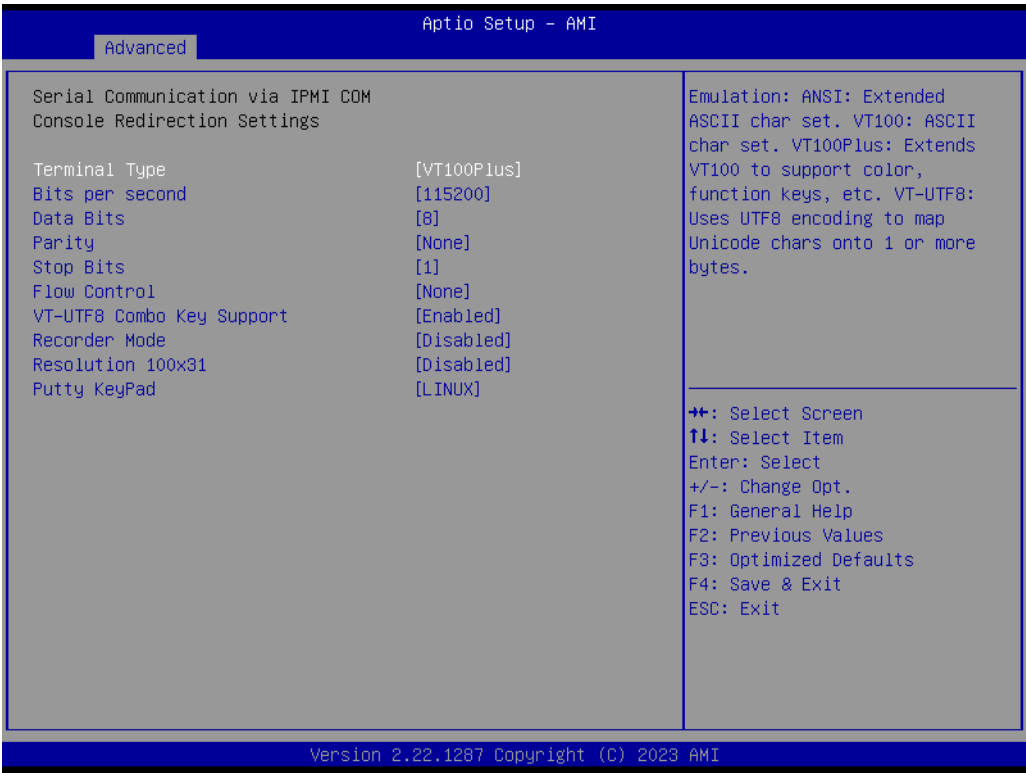 Aptio Setup – AMI
Advanced
Serial Communication via IPMI COM
Console Redirection Settings
Terminal Type [VT100Plus]
Bits per second [115200]
Data Bits [8]
Parity [None]
Stop Bits [1]
Flow Control [None]
VT-UTF8 Combo Key Support [Enabled]
Recorder Mode [Disabled]
Resolution 100x31 [Disabled]
Putty KeyPad [LINUX]
Emulation: ANSI: Extended
ASCII char set. VT100: ASCII
char set. VT100Plus: Extends
VT100 to support color,
function keys, etc. VT-UTF8:
Uses UTF8 encoding to map
Unicode chars onto 1 or more
bytes.
→←: Select Screen
↑↓: Select Item
Enter: Select
+/-: Change Opt.
F1: General Help
F2: Previous Values
F3: Optimized Defaults
F4: Save & Exit
ESC: Exit
Version 2.22.1287 Copyright (C) 2023 AMI